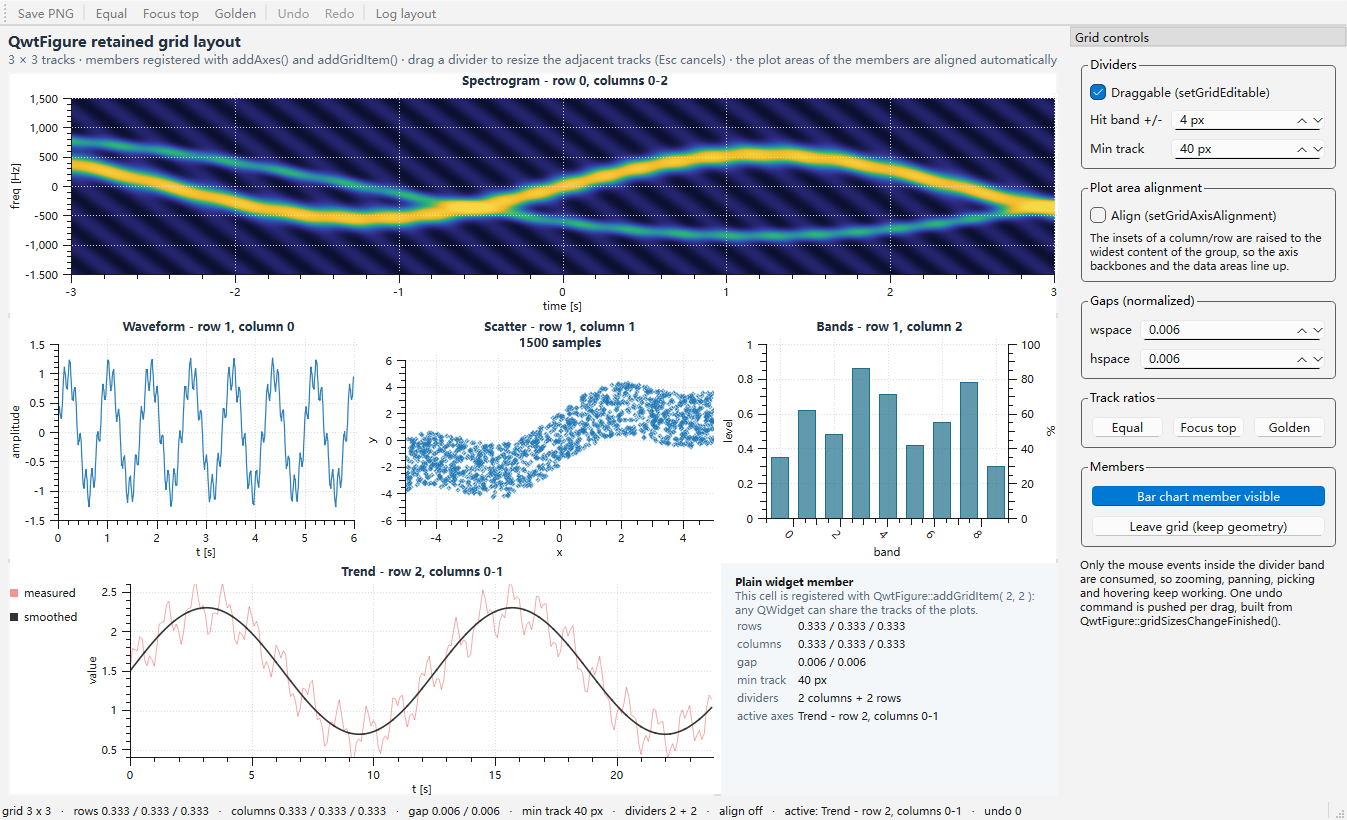 Save PNG Equal Focus top Golden Undo Redo Log layout
QwtFigure retained grid layout
3 × 3 tracks · members registered with addAxes() and addGridItem() · drag a divider to resize the adjacent tracks (Esc cancels) · the plot areas of the members are aligned automatically
Spectrogram - row 0, columns 0-2
1,500
1,000
500
0
-500
-1,000
-1,500
freq [Hz]
-3 -2 -1 0 1 2 3
time [s]
Waveform - row 1, column 0
1.5
1
0.5
0
-0.5
-1
-1.5
amplitude
0 1 2 3 4 5 6
t [s]
Scatter - row 1, column 1
1500 samples
6
4
2
0
-2
-4
-6
y
-4 -2 0 2 4
x
Bands - row 1, column 2
1
0.8
0.6
0.4
0.2
0
level
100
80
60
40
20
0
%
0 2 4 6 8
band
Trend - row 2, columns 0-1
measured
smoothed
2.5
2
1.5
1
0.5
value
0 5 10 15 20
t [s]
Plain widget member
This cell is registered with QwtFigure::addGridItem( 2, 2 ):
any QWidget can share the tracks of the plots.
rows 0.333 / 0.333 / 0.333
columns 0.333 / 0.333 / 0.333
gap 0.006 / 0.006
min track 40 px
dividers 2 columns + 2 rows
active axes Trend - row 2, columns 0-1
Grid controls
Dividers
Draggable (setGridEditable)
Hit band +/- 4 px
Min track 40 px
Plot area alignment
Align (setGridAxisAlignment)
The insets of a column/row are raised to the
widest content of the group, so the axis
backbones and the data areas line up.
Gaps (normalized)
wspace 0.006
hspace 0.006
Track ratios
Equal Focus top Golden
Members
Bar chart member visible
Leave grid (keep geometry)
Only the mouse events inside the divider band
are consumed, so zooming, panning, picking
and hovering keep working. One undo
command is pushed per drag, built from
QwtFigure::gridSizesChangeFinished().
grid 3 x 3 · rows 0.333 / 0.333 / 0.333 · columns 0.333 / 0.333 / 0.333 · gap 0.006 / 0.006 · min track 40 px · dividers 2 + 2 · align off · active: Trend - row 2, columns 0-1 · undo 0